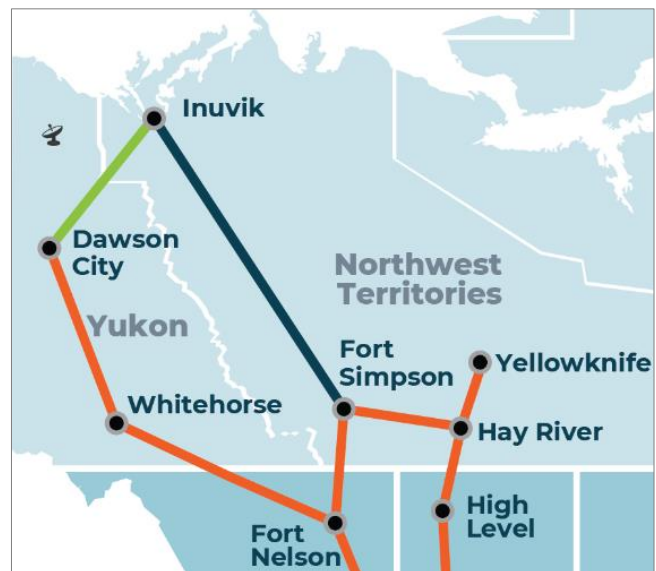 Inuvik
Dawson
City
Northwest
Territories
Yukon
Fort
Simpson
Yellowknife
Whitehorse
Hay River
High
Level
Fort
Nelson